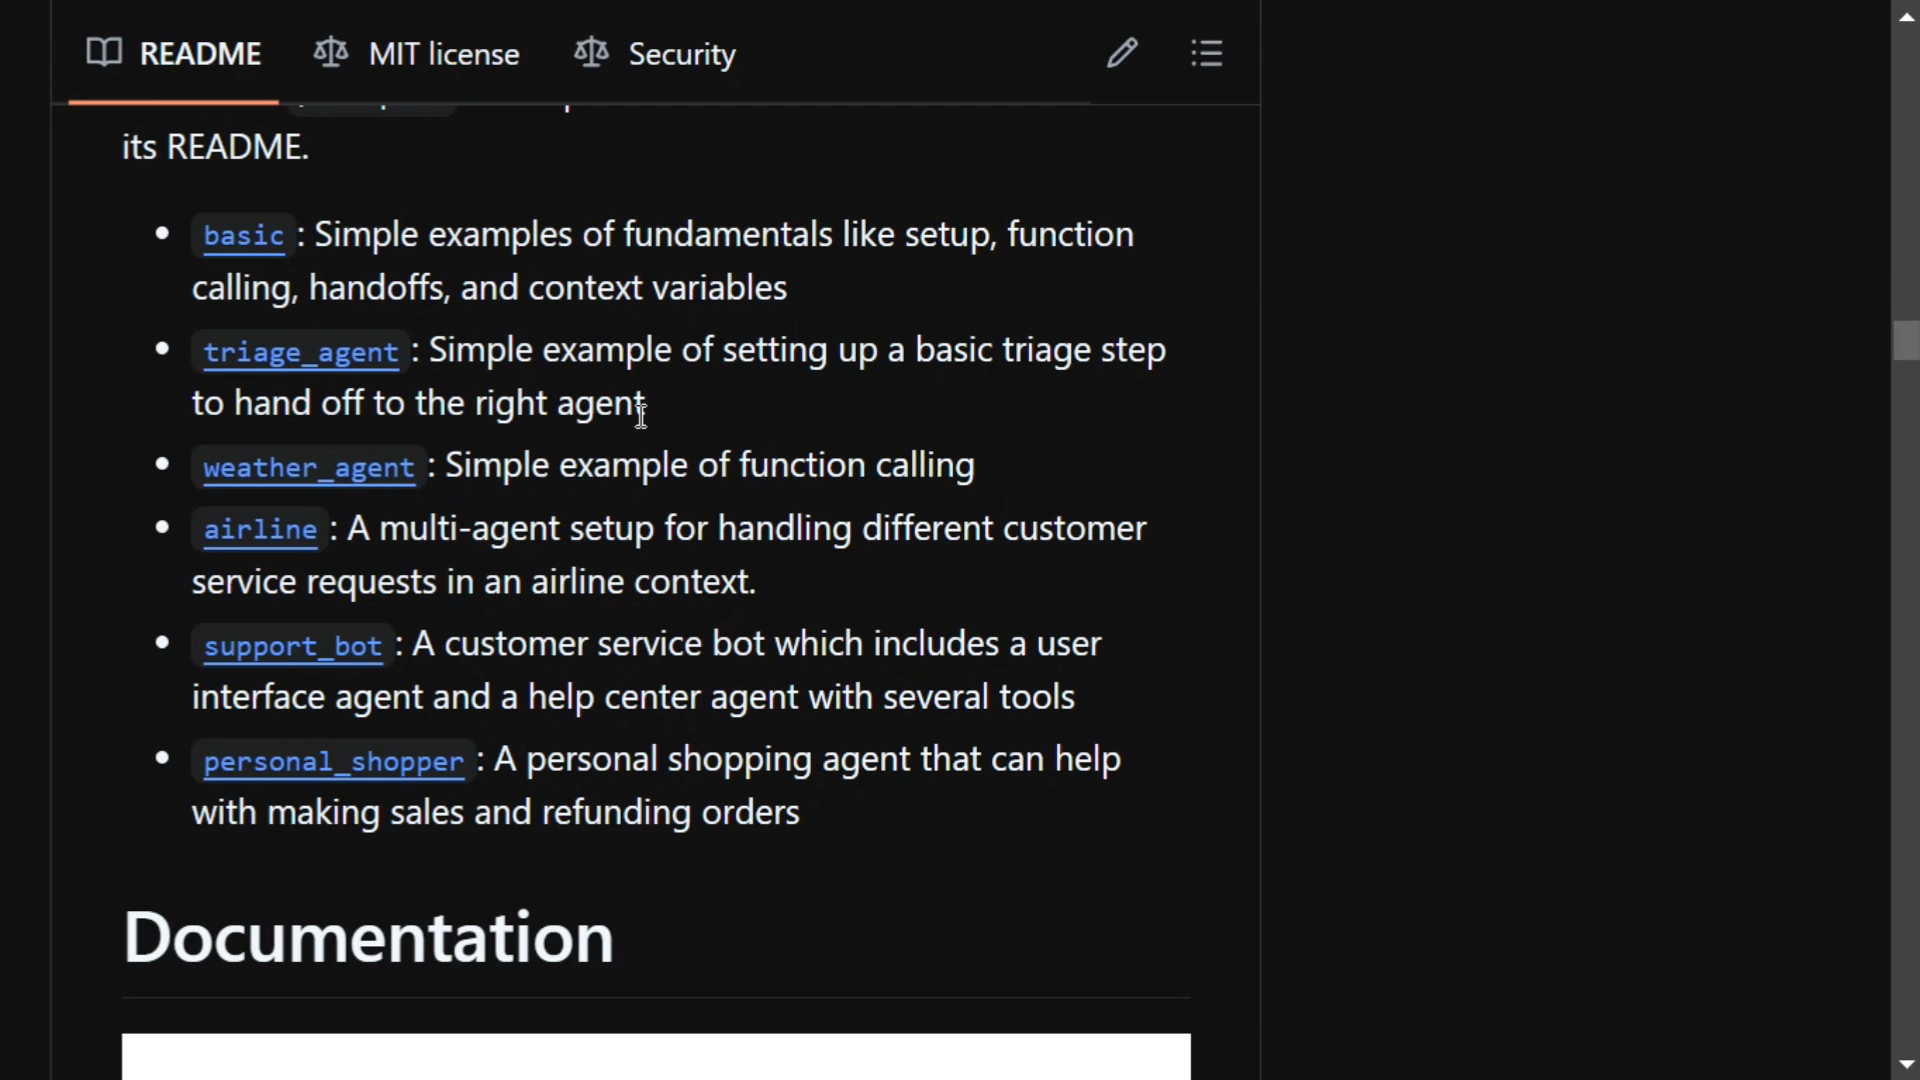 README MIT license Security
its README.
basic: Simple examples of fundamentals like setup, function
calling, handoffs, and context variables
triage_agent: Simple example of setting up a basic triage step
to hand off to the right agent
weather_agent: Simple example of function calling
airline: A multi-agent setup for handling different customer
service requests in an airline context.
support_bot: A customer service bot which includes a user
interface agent and a help center agent with several tools
personal_shopper: A personal shopping agent that can help
with making sales and refunding orders
Documentation